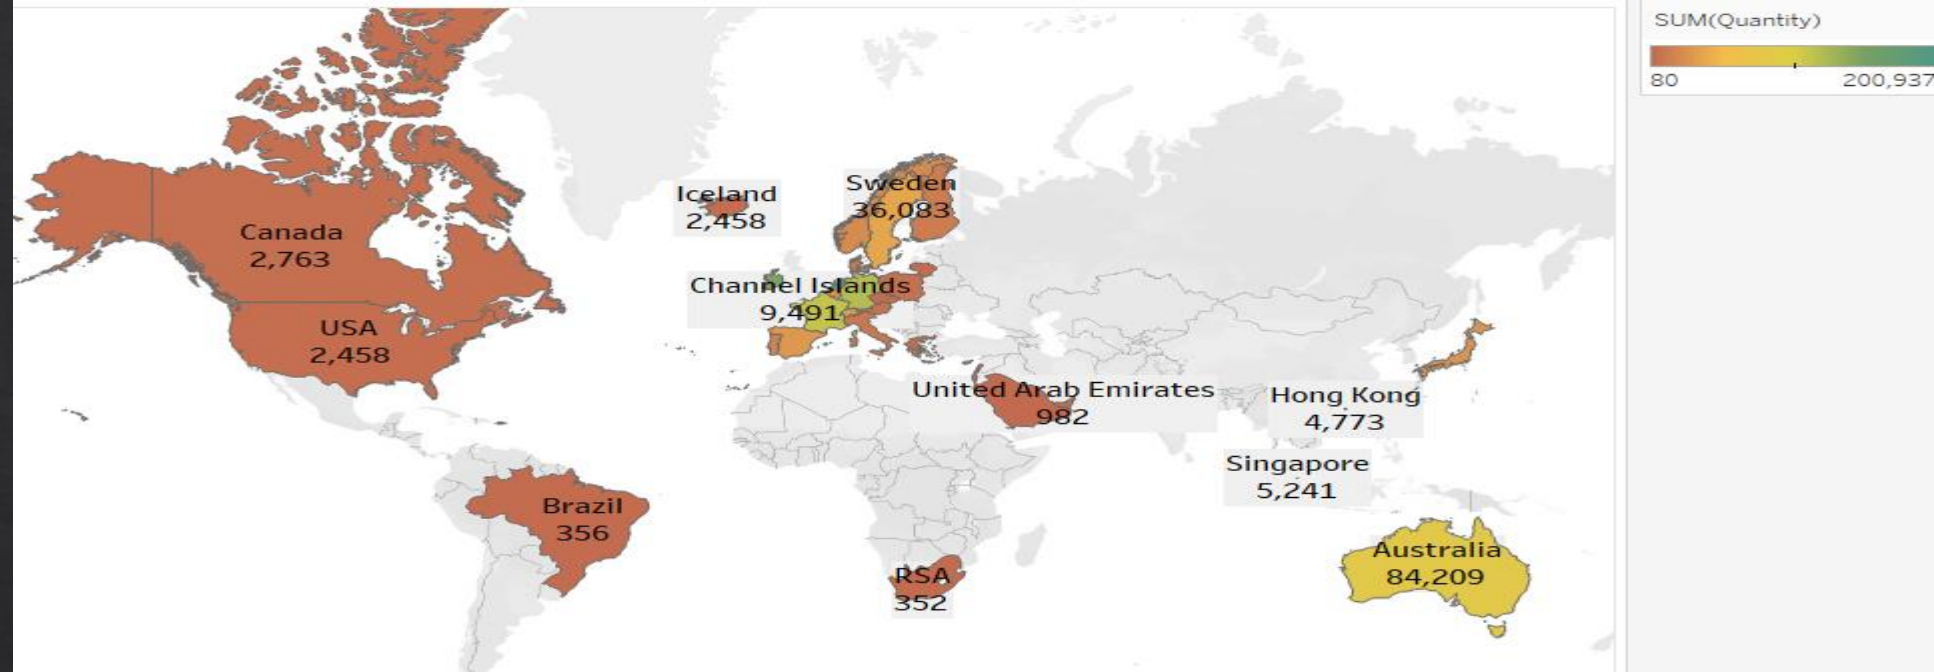 SUM(Quantity)
80 200,937
Iceland
2,458
Sweden
36,083
Canada
2,763
Channel Islands
9,491
USA
2,458
United Arab Emirates
982
Hong Kong
4,773
Singapore
5,241
Brazil
356
Australia
84,209
RSA
352